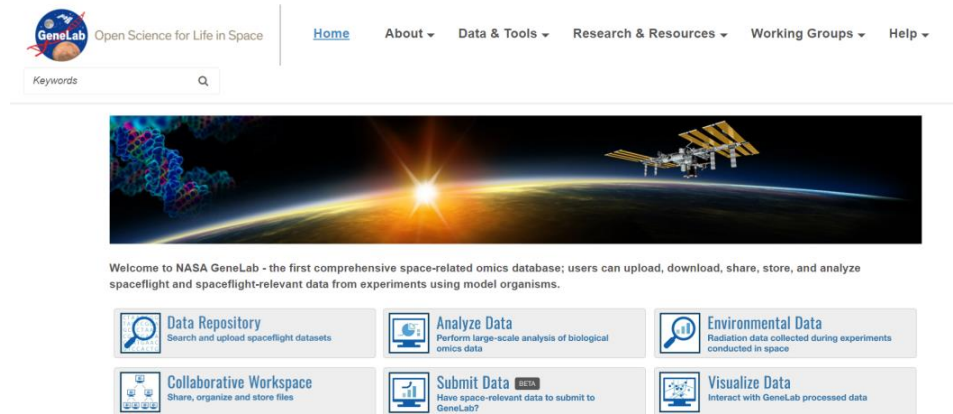 GeneLab
Open Science for Life in Space
Home
About
Data & Tools
Research & Resources
Working Groups
Help
Keywords
Welcome to NASA GeneLab - the first comprehensive space-related omics database; users can upload, download, share, store, and analyze
spaceflight and spaceflight-relevant data from experiments using model organisms.
Data Repository
Search and upload spaceflight datasets
Analyze Data
Perform large-scale analysis of biological
omics data
Environmental Data
Radiation data collected during experiments
conducted in space
Collaborative Workspace
Share, organize and store files
Submit Data BETA
Have space-relevant data to submit to
GeneLab?
Visualize Data
Interact with GeneLab processed data